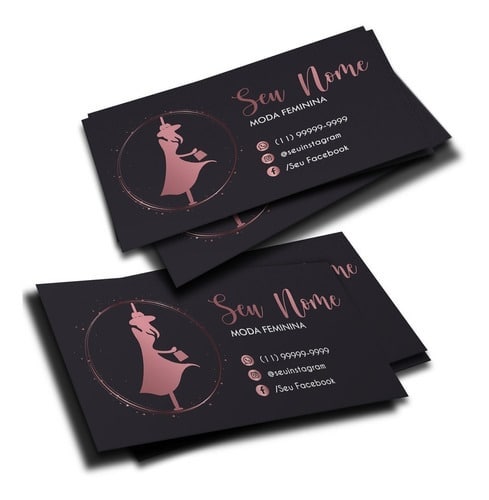 Seu Nome
MODA FEMININA
(11) 99999-9999
@seuinstagram
/Seu Facebook
Nome
Seu Nome
MODA FEMININA
(11) 99999-9999
@seuinstagram
/Seu Facebook